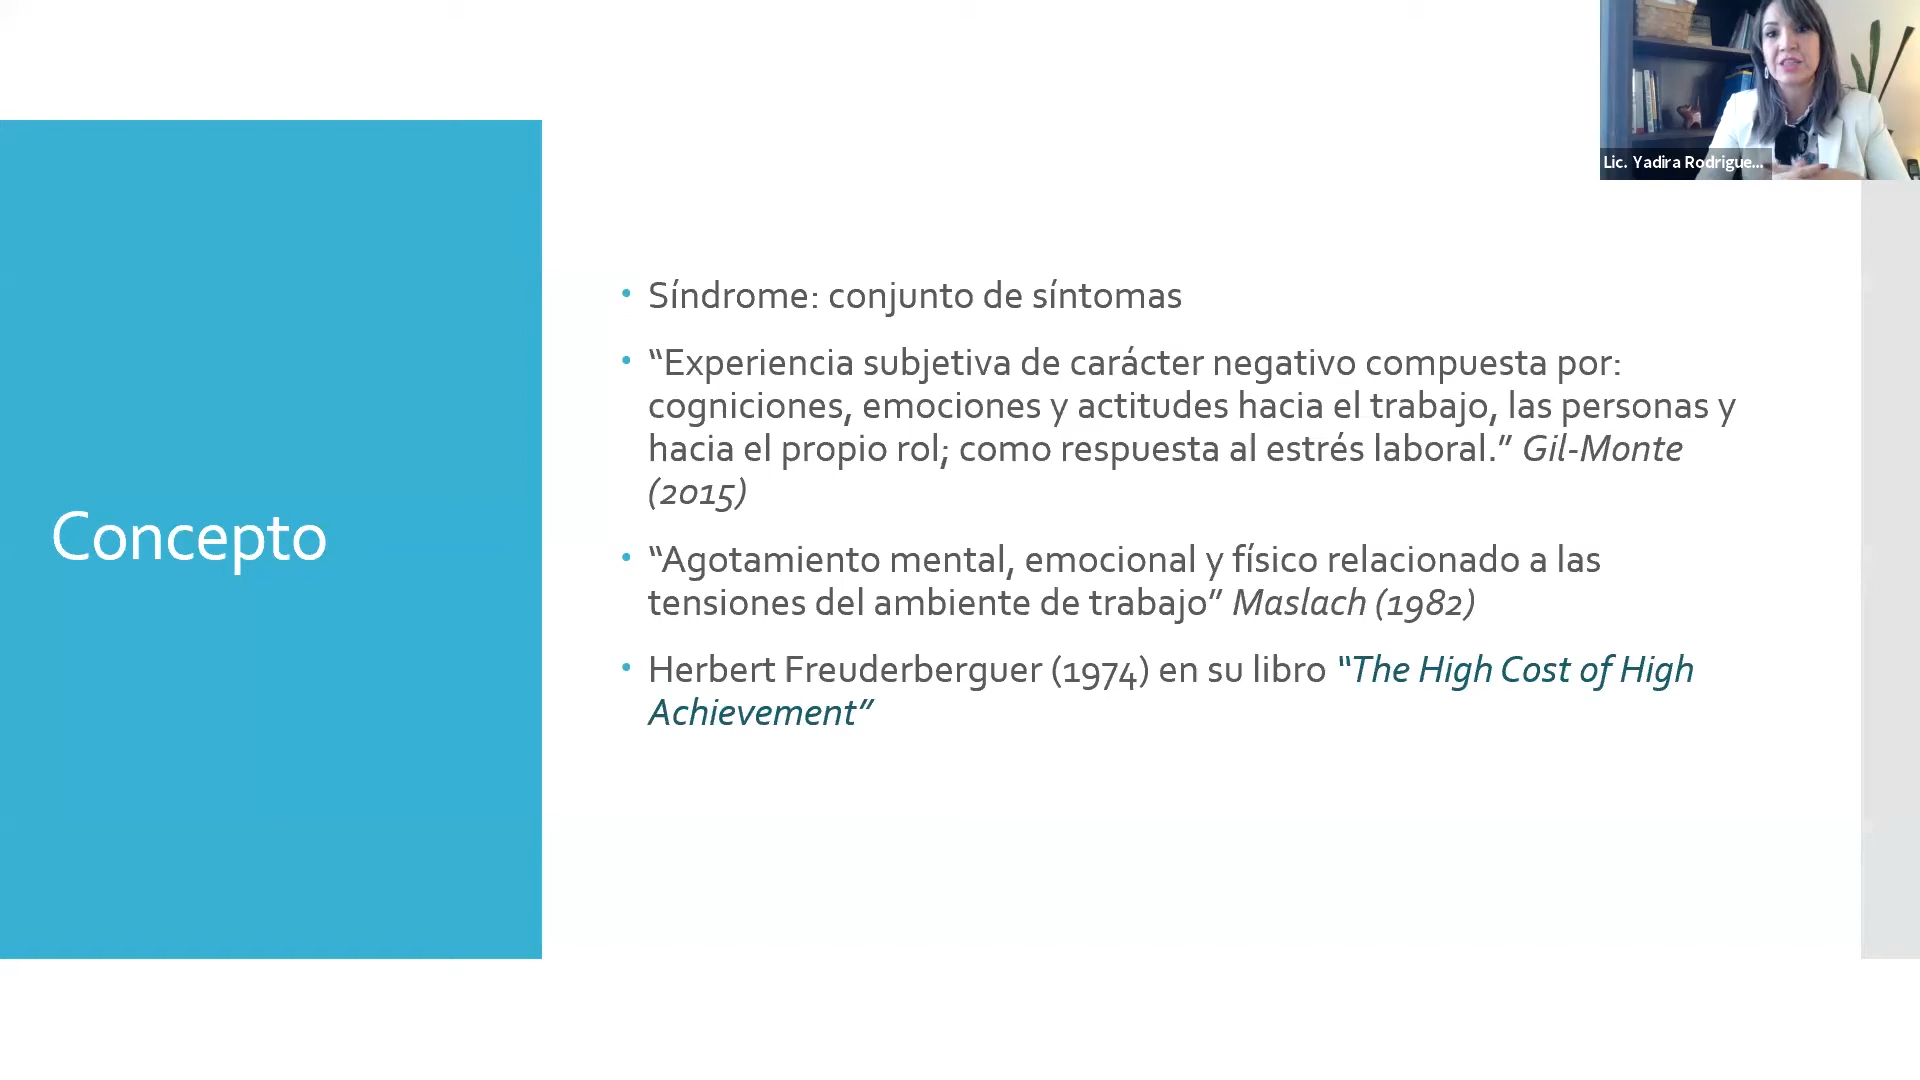 Lic. Yadira Rodrigue...
Concepto
• Síndrome: conjunto de síntomas
• “Experiencia subjetiva de carácter negativo compuesta por:
cogniciones, emociones y actitudes hacia el trabajo, las personas y
hacia el propio rol; como respuesta al estrés laboral.” Gil-Monte
(2015)
• “Agotamiento mental, emocional y físico relacionado a las
tensiones del ambiente de trabajo” Maslach (1982)
• Herbert Freuderberguer (1974) en su libro “The High Cost of High
Achievement”